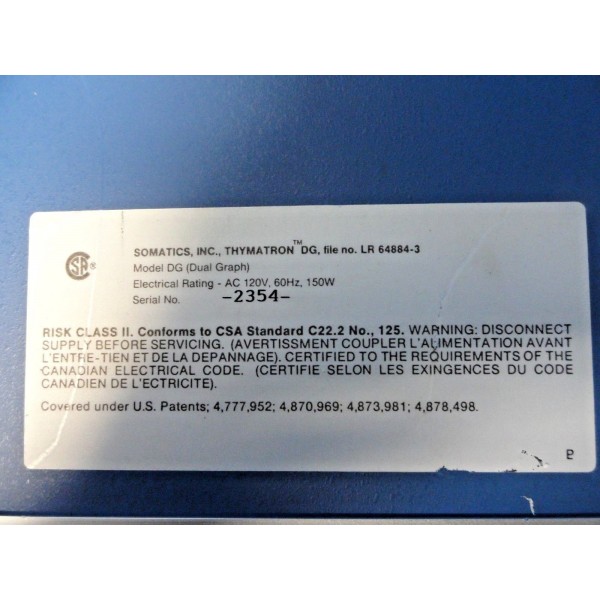 SOMATICS, INC., THYMATRON™ DG, file no. LR 64884-3
SA ®
Model DG (Dual Graph)
Electrical Rating - AC 120V, 60Hz, 150W
Serial No. -2354-
RISK CLASS II. Conforms to CSA Standard C22.2 No., 125. WARNING: DISCONNECT
SUPPLY BEFORE SERVICING. (AVERTISSMENT COUPLER L'ALIMENTATION AVANT
L'ENTRE-TIEN ET DE LA DEPANNAGE). CERTIFIED TO THE REQUIREMENTS OF THE
CANADIAN ELECTRICAL CODE. (CERTIFIE SELON LES EXINGENCES DU CODE
CANADIEN DE L'ECTRICITE).
Covered under U.S. Patents; 4,777,952; 4,870,969; 4,873,981; 4,878,498.
B